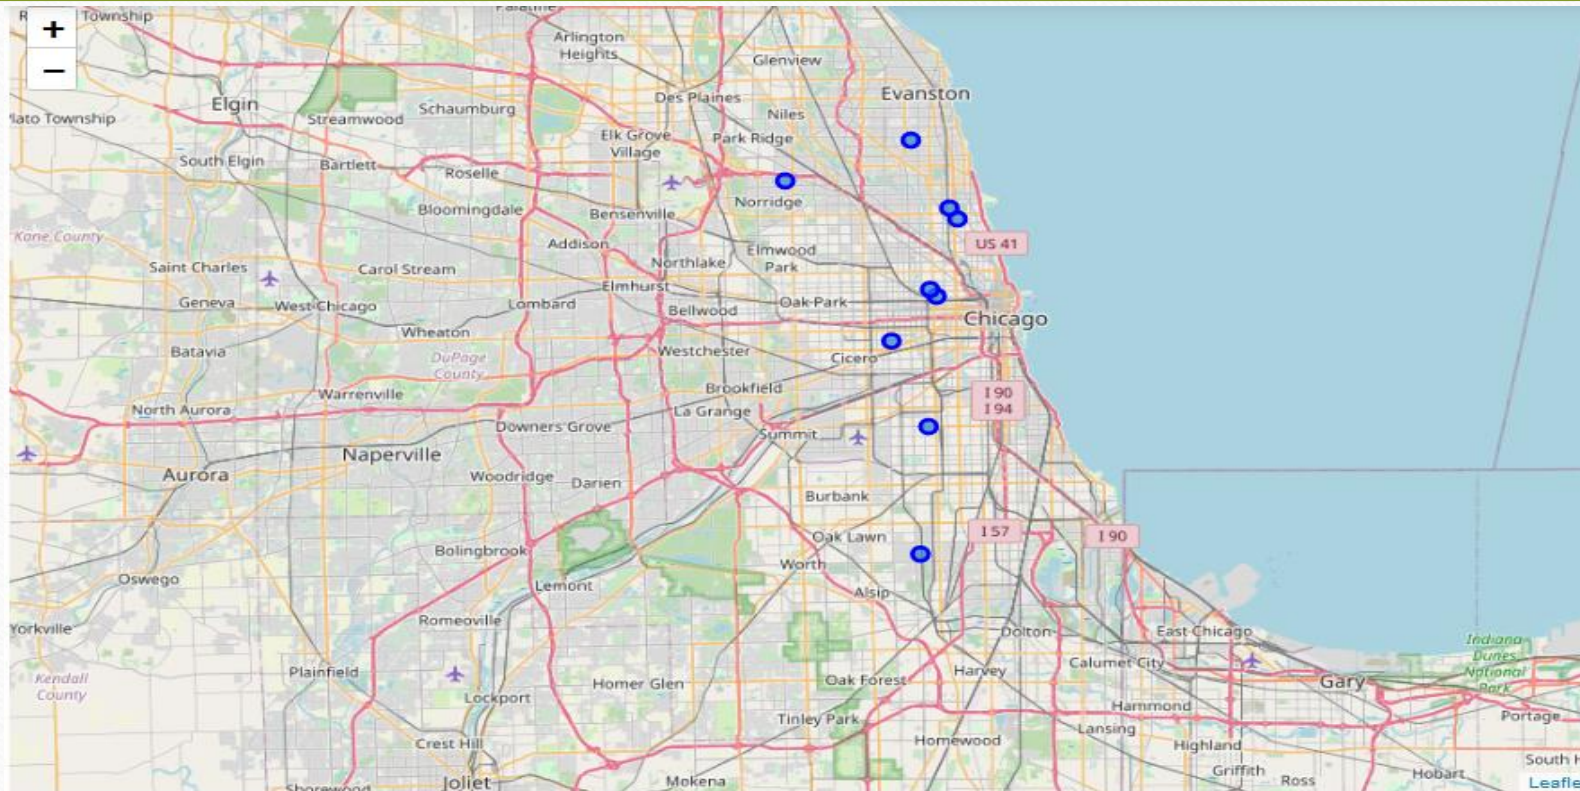 +
−
Township
Palatine
Arlington
Heights
Glenview
Evanston
Des Plaines
Elgin
Streamwood
Schaumburg
Niles
Plato Township
Elk Grove
Village
Park Ridge
South Elgin
Bartlett
Roselle
Norridge
Bloomingdale
Bensenville
Kane County
Addison
US 41
Elmwood
Park
Saint Charles
Carol Stream
Northlake
Elmhurst
Geneva
West Chicago
Lombard
Bellwood
Oak Park
Chicago
Wheaton
Batavia
DuPage
County
Westchester
Cicero
Warrenville
Brookfield
I 90
I 94
North Aurora
La Grange
Downers Grove
Summit
Naperville
Aurora
Woodridge
Darien
Burbank
I 57
I 90
Oak Lawn
Bolingbrook
Worth
Oswego
Lemont
Alsip
Romeoville
Yorkville
Dolton
East Chicago
Indiana
Dunes
National
Park
Plainfield
Calumet City
Harvey
Kendall
County
Homer Glen
Oak Forest
Gary
Lockport
Hammond
Tinley Park
Portage
Lansing
Crest Hill
Homewood
Highland
South H
Griffith
Hobart
Joliet
Mokena
Ross
Shorewood
Leafle